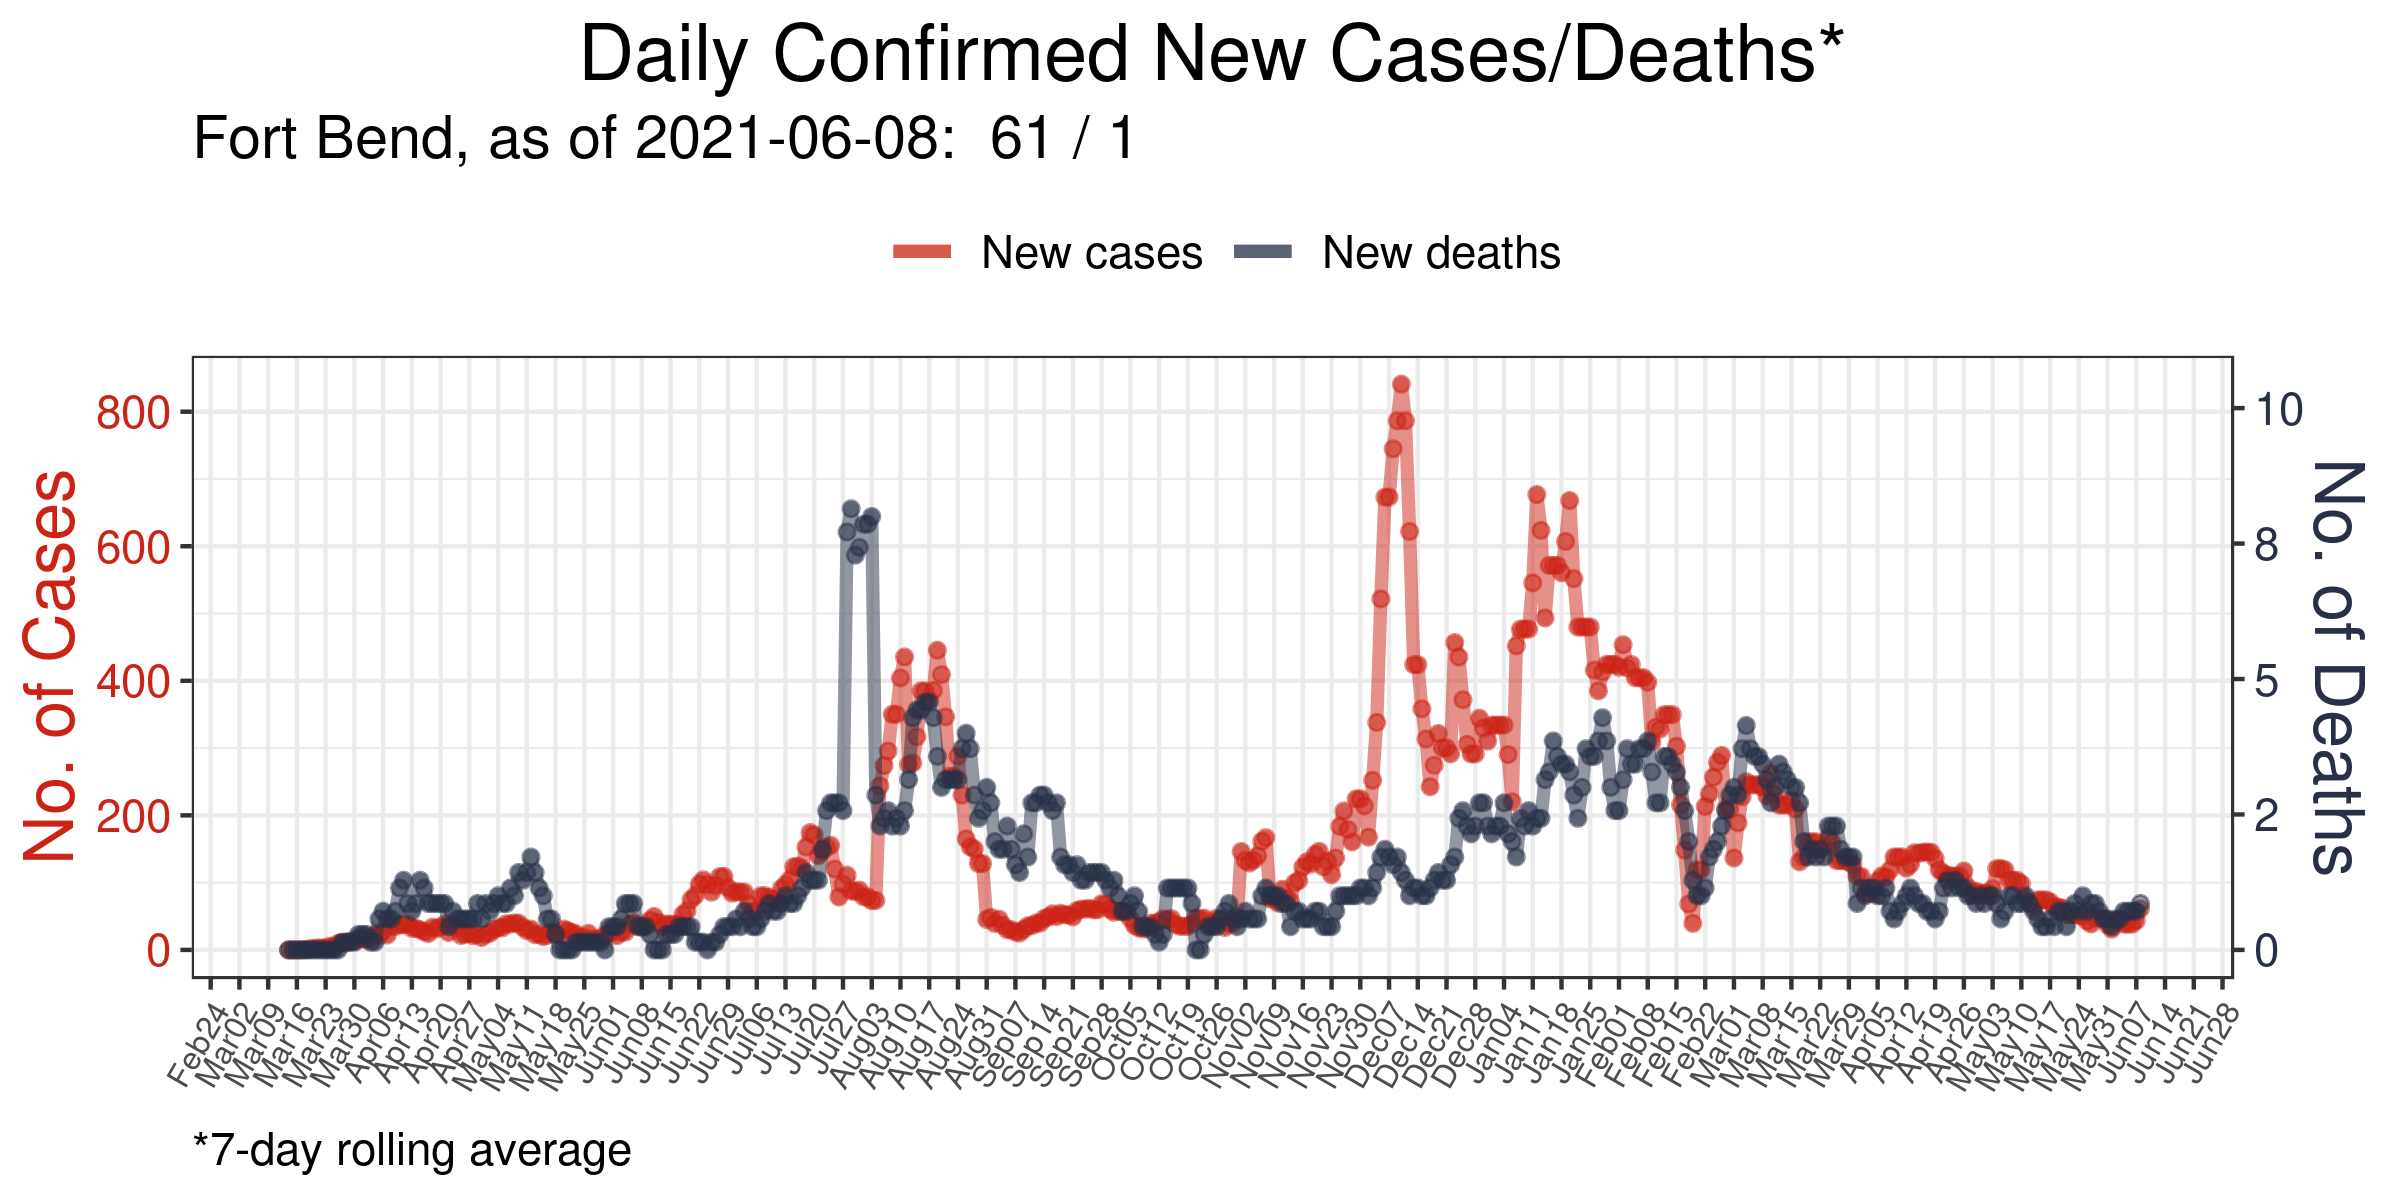 Daily Confirmed New Cases/Deaths*
Fort Bend, as of 2021-06-08:  61 / 1
New cases
New deaths
No. of Cases
800
600
400
200
0
10
8
5
2
0
No. of Deaths
Feb24
Mar02
Mar09
Mar16
Mar23
Mar30
Apr06
Apr13
Apr20
Apr27
May04
May11
May18
May25
Jun01
Jun08
Jun15
Jun22
Jun29
Jul06
Jul13
Jul20
Jul27
Aug03
Aug10
Aug17
Aug24
Aug31
Sep07
Sep14
Sep21
Sep28
Oct05
Oct12
Oct19
Oct26
Nov02
Nov09
Nov16
Nov23
Nov30
Dec07
Dec14
Dec21
Dec28
Jan04
Jan11
Jan18
Jan25
Feb01
Feb08
Feb15
Feb22
Mar01
Mar08
Mar15
Mar22
Mar29
Apr05
Apr12
Apr19
Apr26
May03
May10
May17
May24
May31
Jun07
Jun14
Jun21
Jun28
*7-day rolling average